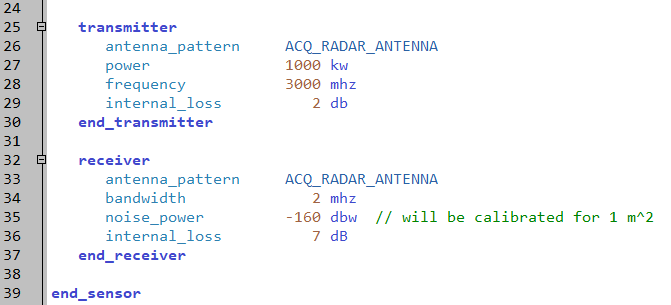 24
25 transmitter
26 antenna_pattern ACQ_RADAR_ANTENNA
27 power 1000 kw
28 frequency 3000 mhz
29 internal_loss 2 db
30 end_transmitter
31
32 receiver
33 antenna_pattern ACQ_RADAR_ANTENNA
34 bandwidth 2 mhz
35 noise_power -160 dbw // will be calibrated for 1 m^2
36 internal_loss 7 dB
37 end_receiver
38
39 end_sensor